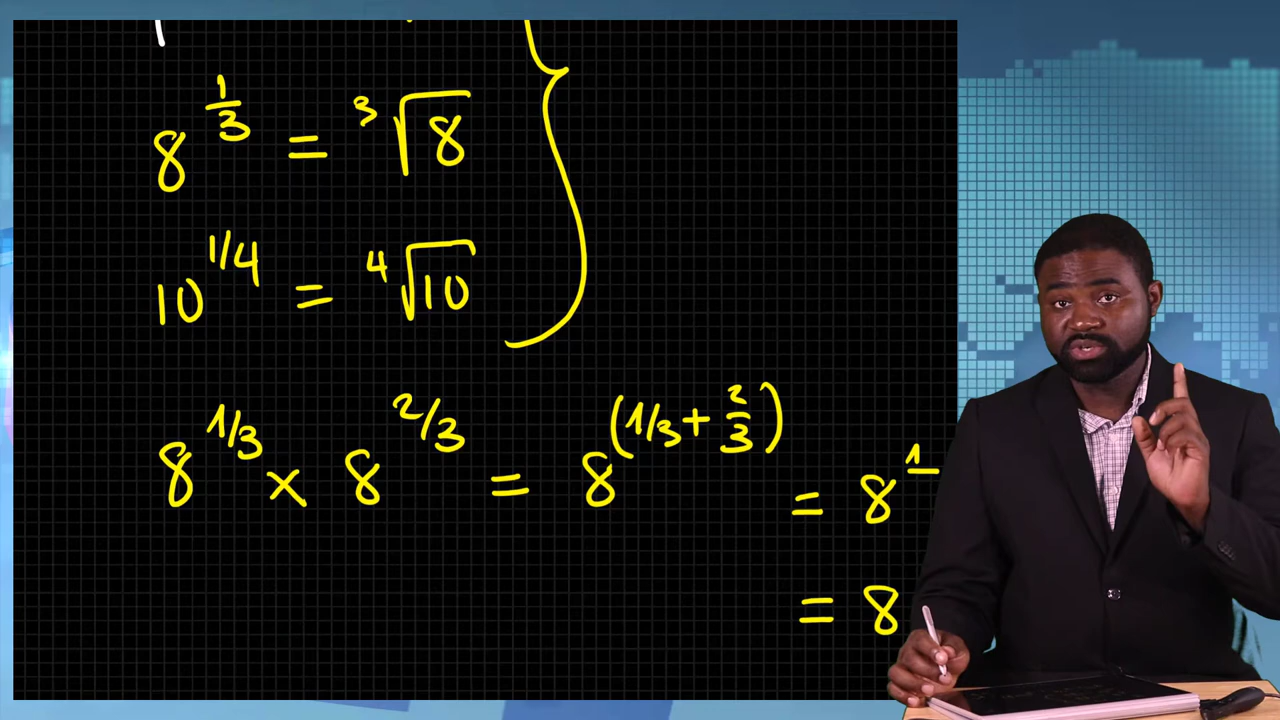 8^{1/3} = ³√8
10^{1/4} = ⁴√10
8^{1/3} × 8^{2/3} = 8^{(1/3 + 2/3)} = 8^1
= 8